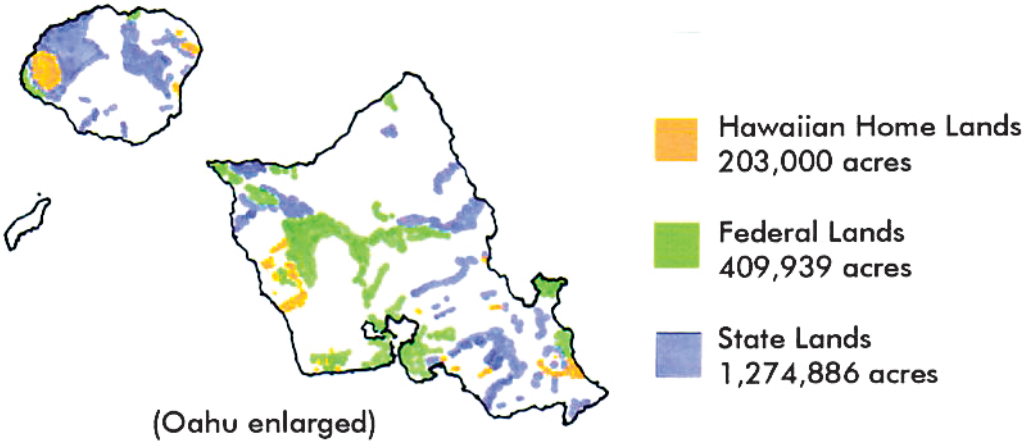 Hawaiian Home Lands
203,000 acres
Federal Lands
409,939 acres
State Lands
1,274,886 acres
(Oahu enlarged)